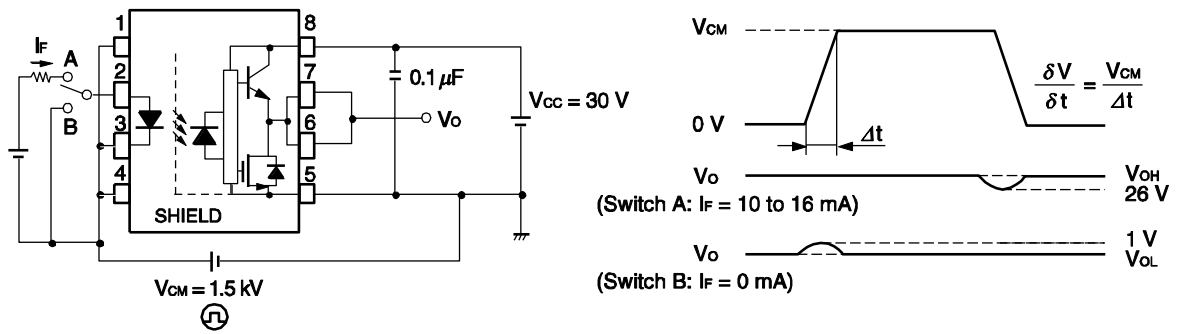 1
8
IF
A
2
7
0.1 μF
B
VCC = 30 V
VO
3
6
4
5
SHIELD
VCM = 1.5 kV
VCM
δV
δt
=
VCM
Δt
0 V
Δt
VO
VOH
26 V
(Switch A: IF = 10 to 16 mA)
1 V
VO
VOL
(Switch B: IF = 0 mA)